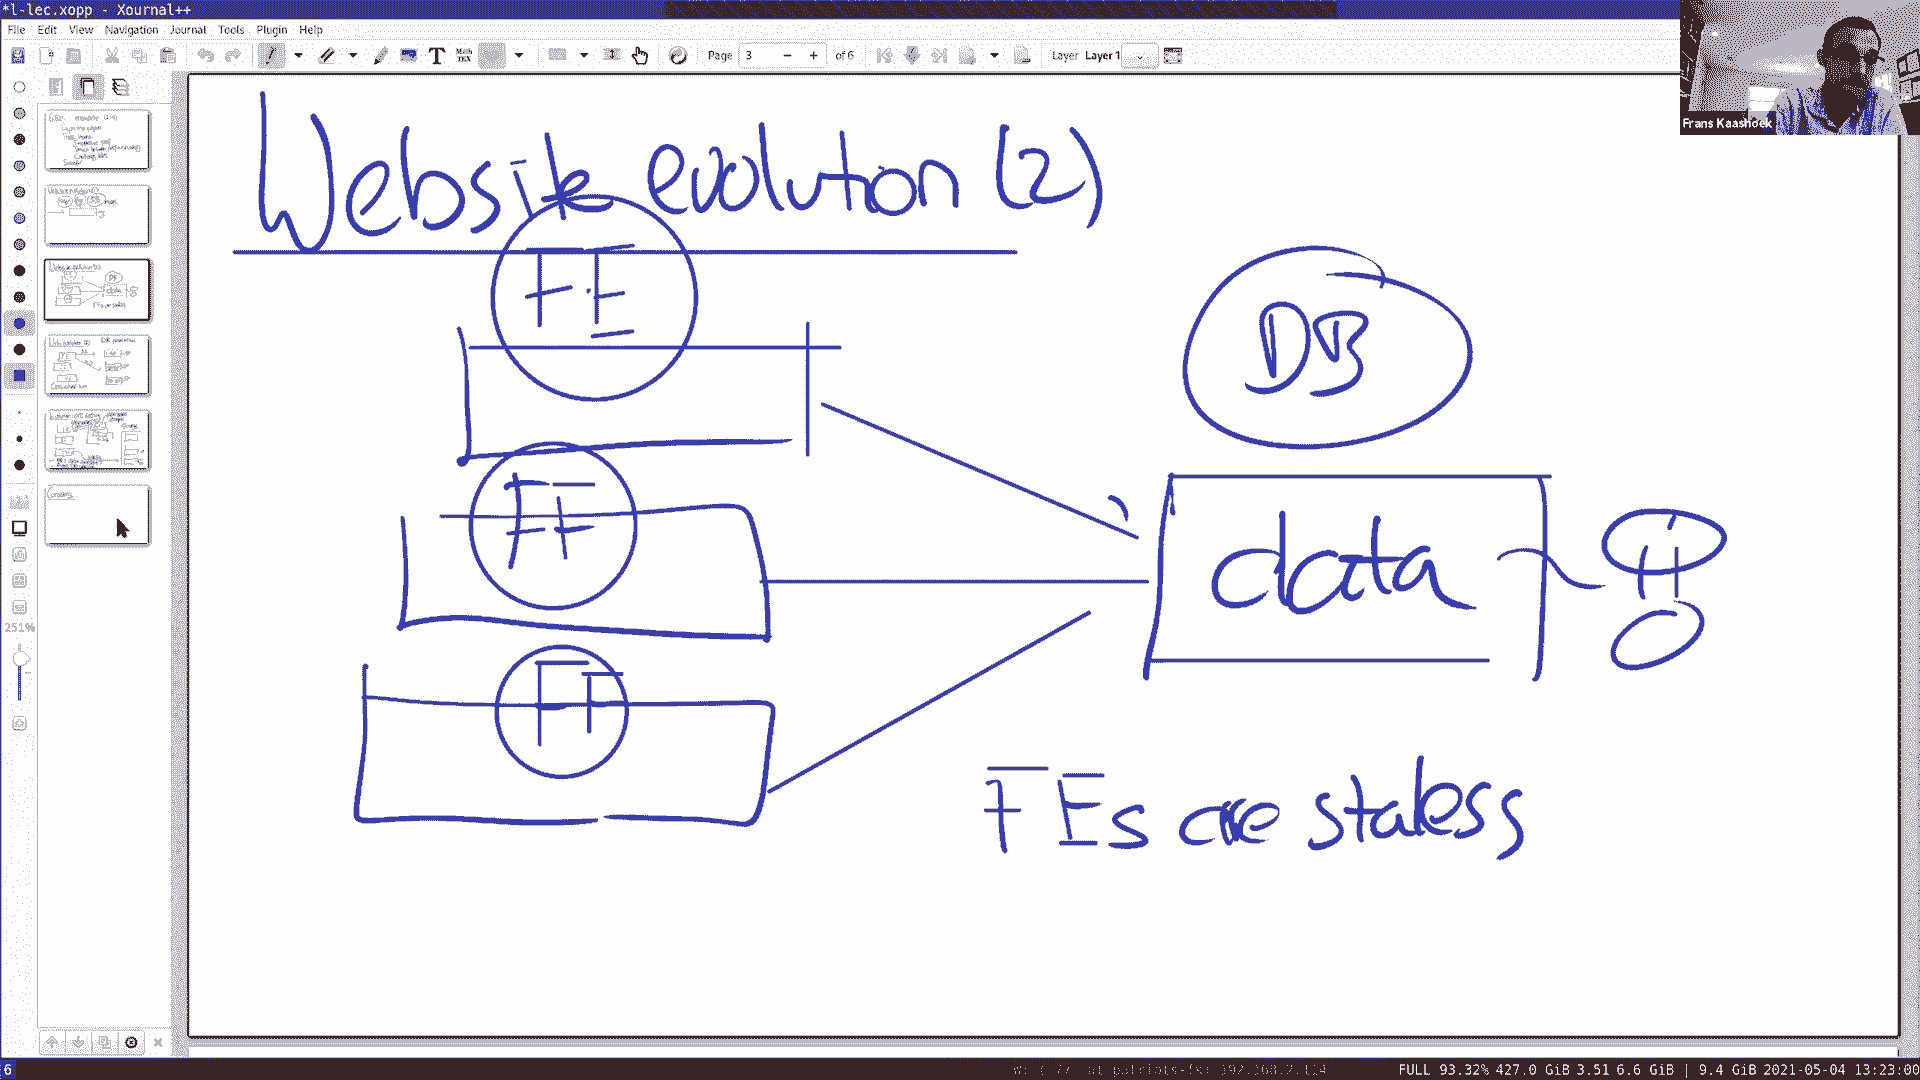 *l-lec.xopp - Xournal++
File Edit View Navigation Journal Tools Plugin Help
Page 3 - + of 6 Layer Layer 1
Frans Kaashoek
Website evolution (2)
FE
DB
FE
data
FE
FEs are staless
251%
6
FULL 93.32% 427.0 GiB 3.51 6.6 GiB | 9.4 GiB 2021-05-04 13:23:00